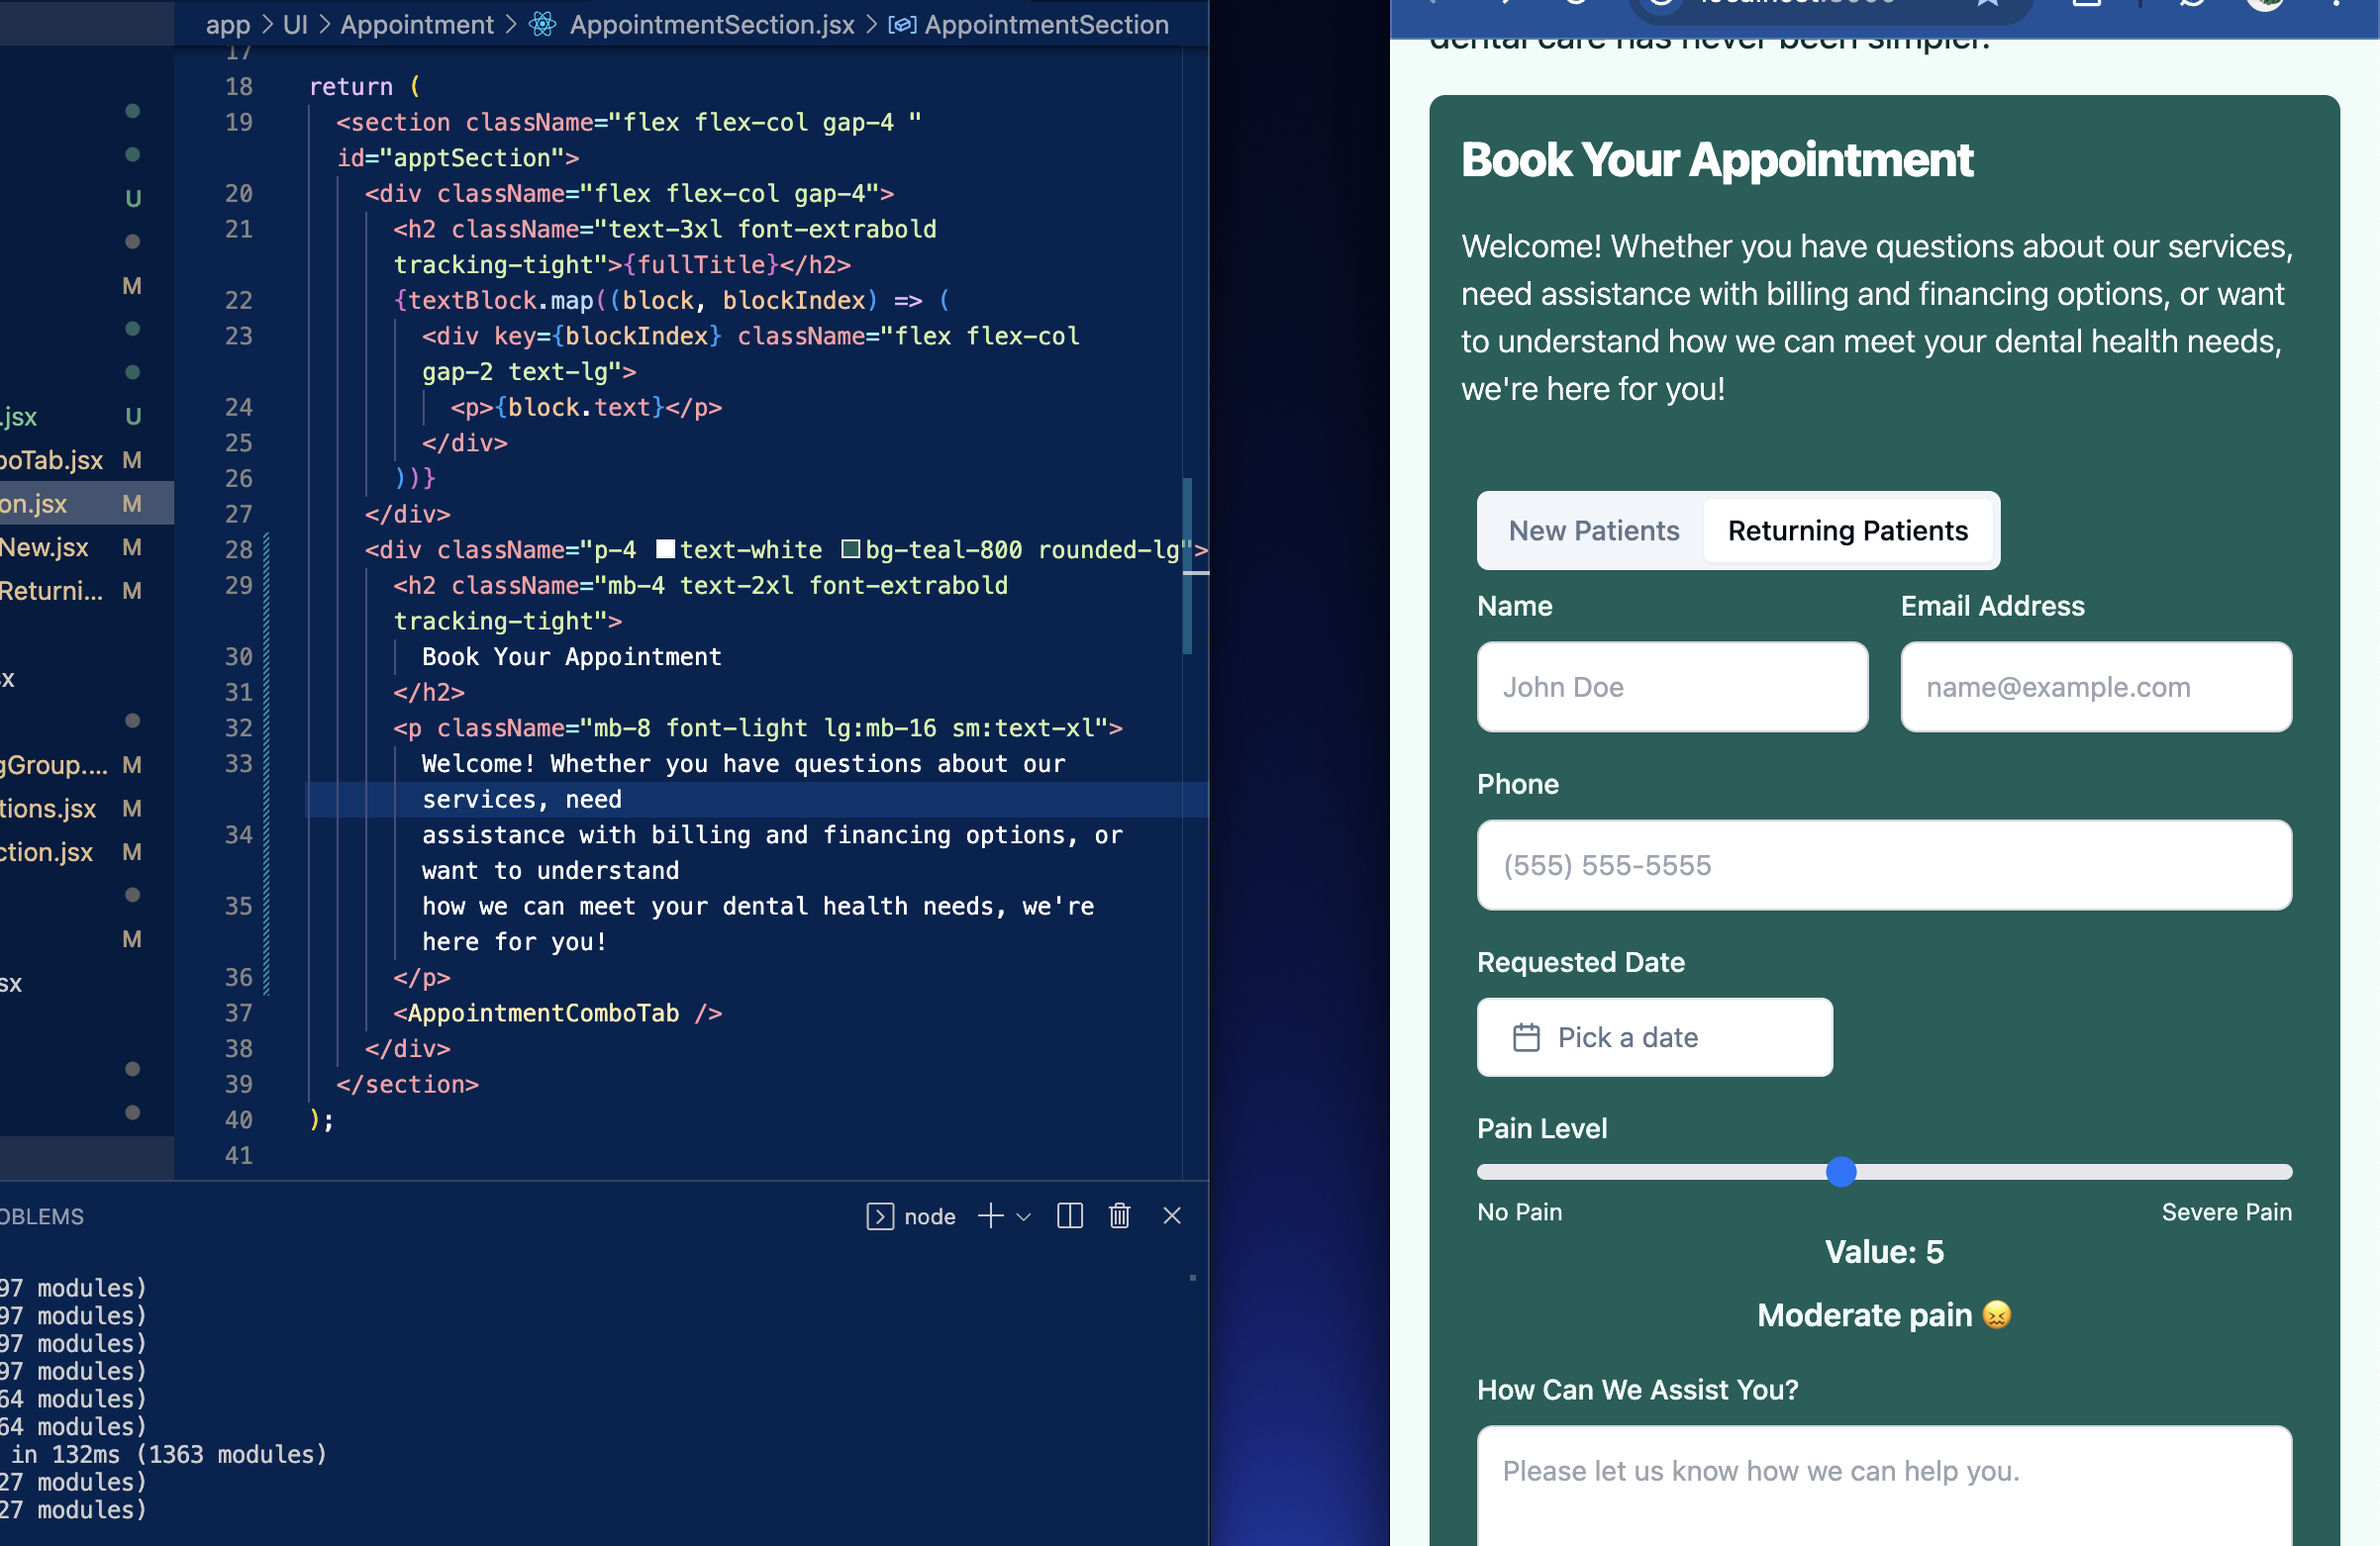 app > UI > Appointment > AppointmentSection.jsx > AppointmentSection
17
18 return (
19 <section className="flex flex-col gap-4 "
id="apptSection">
20 <div className="flex flex-col gap-4">
21 <h2 className="text-3xl font-extrabold
tracking-tight">{fullTitle}</h2>
22 {textBlock.map((block, blockIndex) => (
23 <div key={blockIndex} className="flex flex-col
gap-2 text-lg">
24 <p>{block.text}</p>
25 </div>
26 ))}
27 </div>
28 <div className="p-4 text-white bg-teal-800 rounded-lg">
29 <h2 className="mb-4 text-2xl font-extrabold
tracking-tight">
30 Book Your Appointment
31 </h2>
32 <p className="mb-8 font-light lg:mb-16 sm:text-xl">
33 Welcome! Whether you have questions about our
services, need
34 assistance with billing and financing options, or
want to understand
35 how we can meet your dental health needs, we're
here for you!
36 </p>
37 <AppointmentComboTab />
38 </div>
39 </section>
40 );
41
U
M
.jsx U
boTab.jsx M
on.jsx M
New.jsx M
Returni... M
sx
M
gGroup.... M
tions.jsx M
ction.jsx M
M
sx
OBLEMS
node
97 modules)
97 modules)
97 modules)
97 modules)
64 modules)
64 modules)
in 132ms (1363 modules)
27 modules)
27 modules)
dental care has never been simpler.
Book Your Appointment
Welcome! Whether you have questions about our services,
need assistance with billing and financing options, or want
to understand how we can meet your dental health needs,
we're here for you!
New Patients Returning Patients
Name Email Address
John Doe name@example.com
Phone
(555) 555-5555
Requested Date
Pick a date
Pain Level
No Pain Severe Pain
Value: 5
Moderate pain 😖
How Can We Assist You?
Please let us know how we can help you.